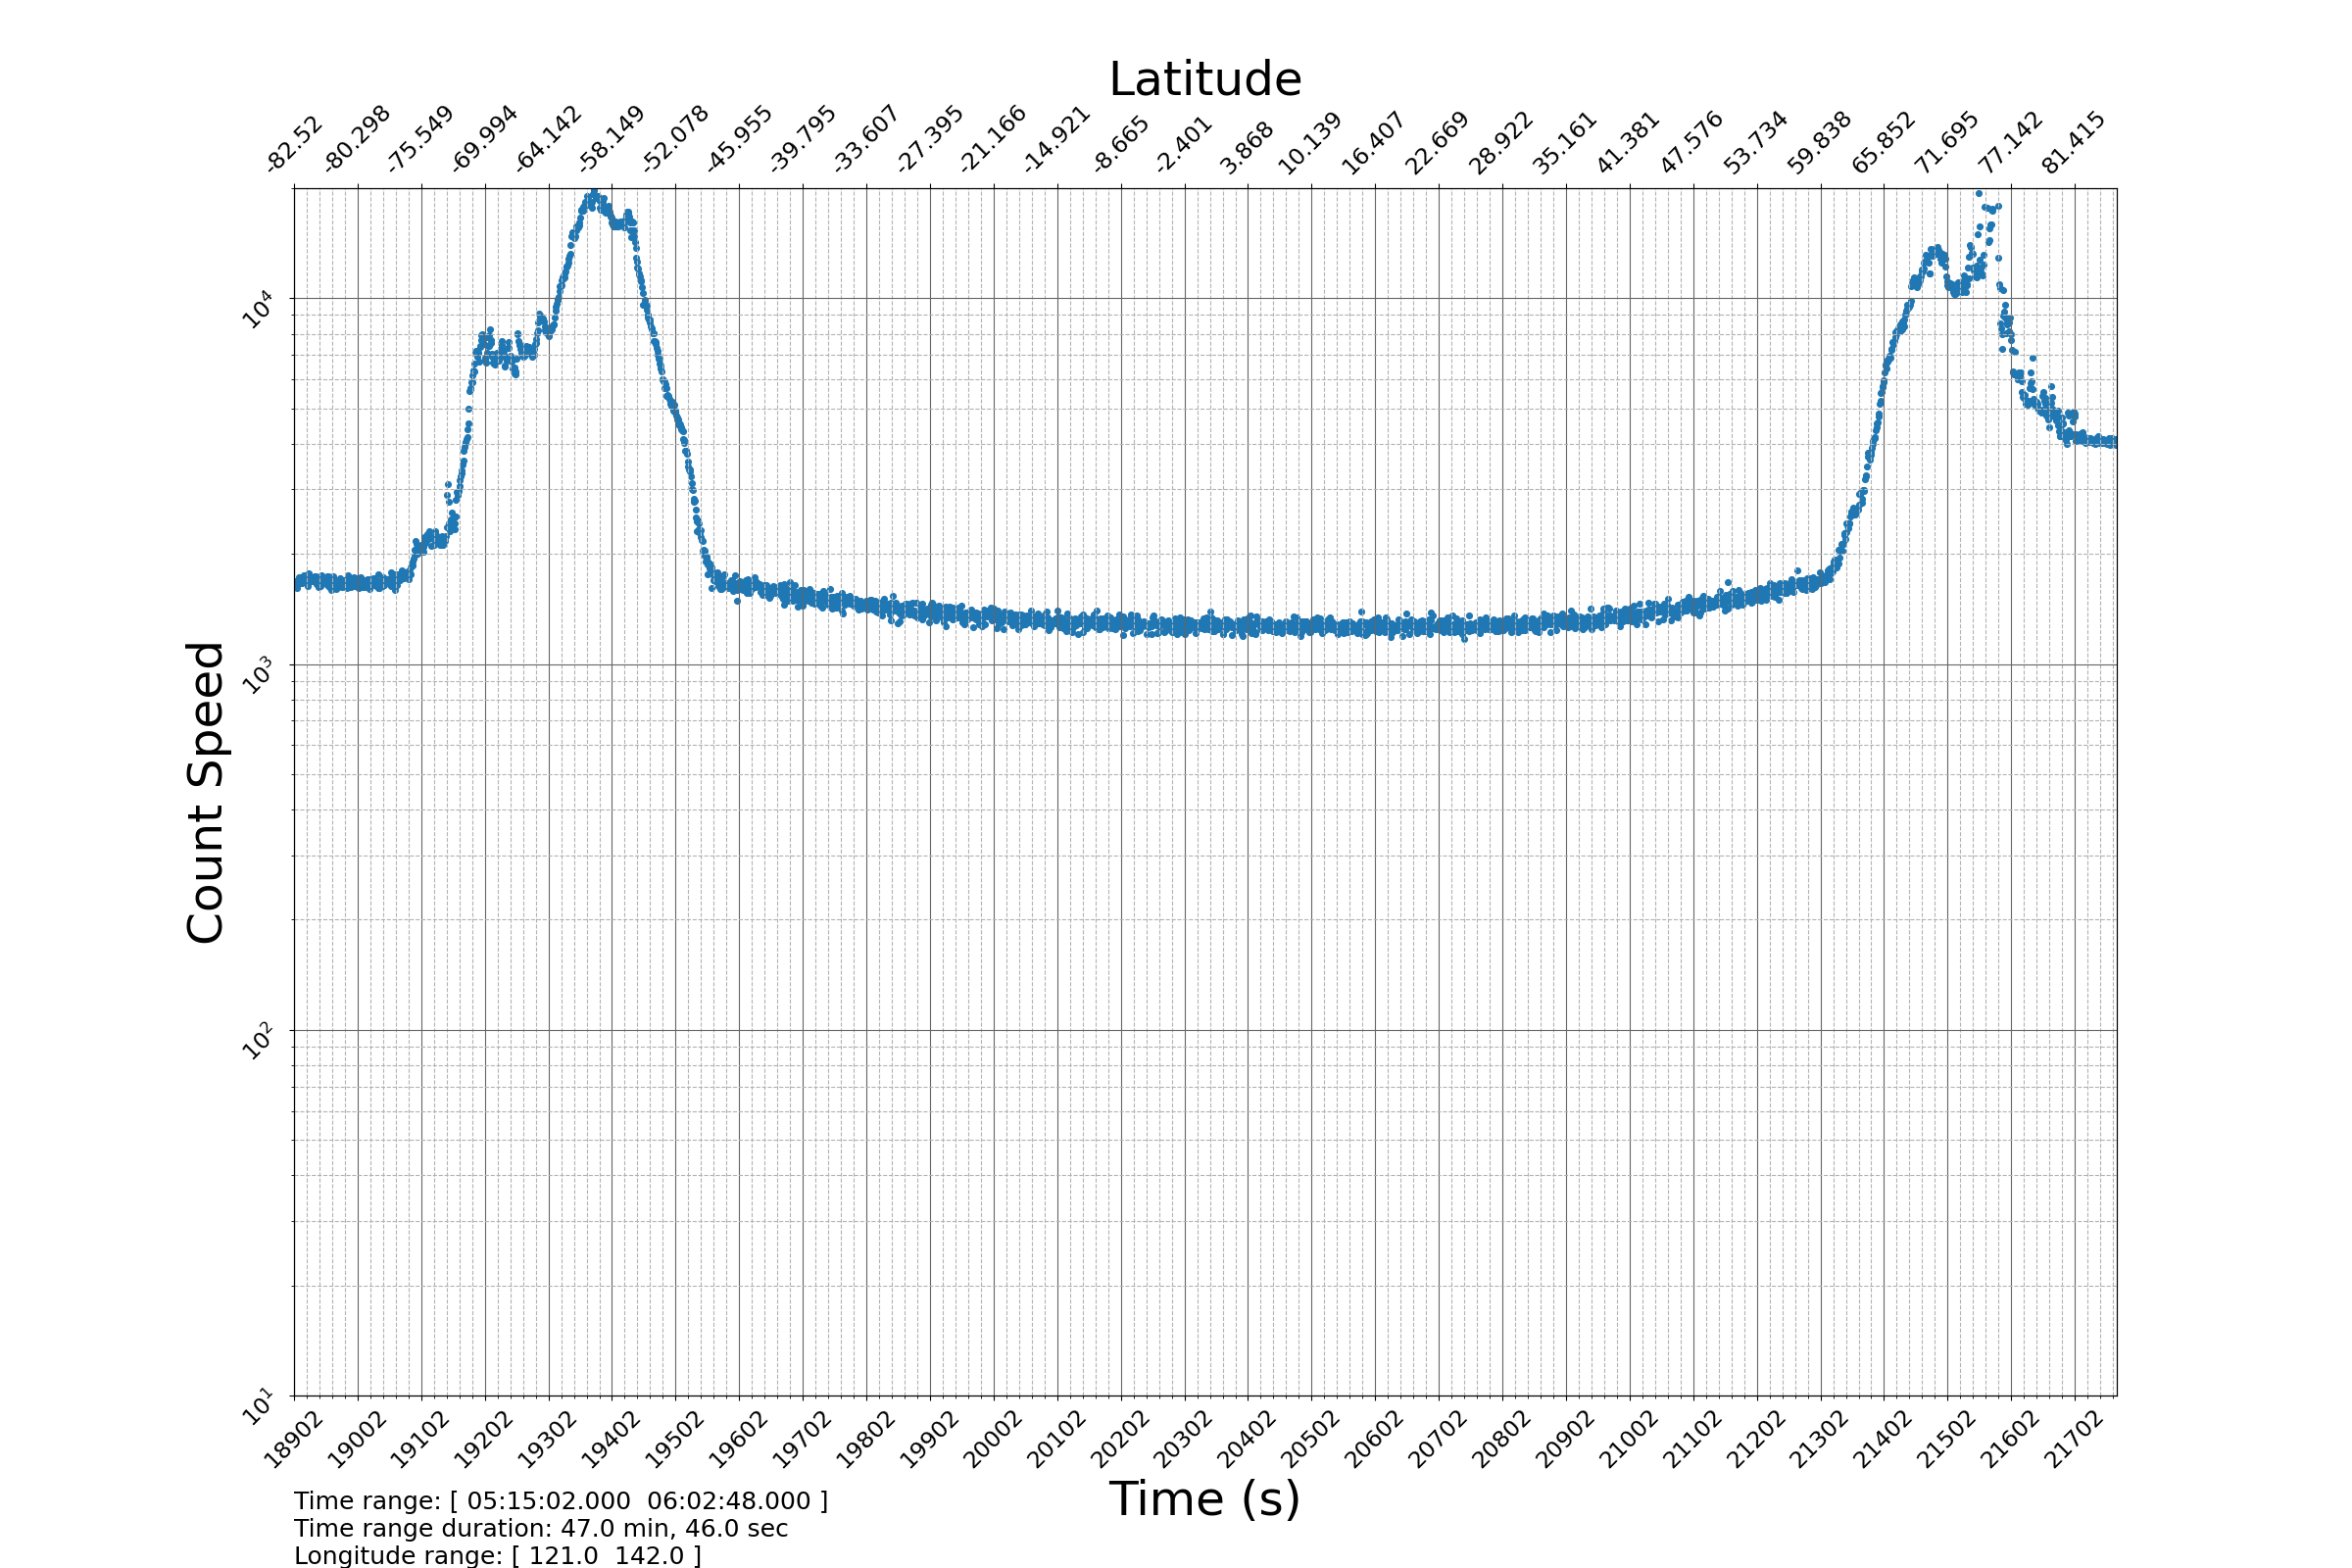 Latitude
-82.52 -80.298 -75.549 -69.994 -64.142 -58.149 -52.078 -45.955 -39.795 -33.607 -27.395 -21.166 -14.921 -8.665 -2.401 3.868 10.139 16.407 22.669 28.922 35.161 41.381 47.576 53.734 59.838 65.852 71.695 77.142 81.415
10⁴
10³
Count Speed
10²
10¹
18902 19002 19102 19202 19302 19402 19502 19602 19702 19802 19902 20002 20102 20202 20302 20402 20502 20602 20702 20802 20902 21002 21102 21202 21302 21402 21502 21602 21702
Time (s)
Time range: [ 05:15:02.000  06:02:48.000 ]
Time range duration: 47.0 min, 46.0 sec
Longitude range: [ 121.0  142.0 ]